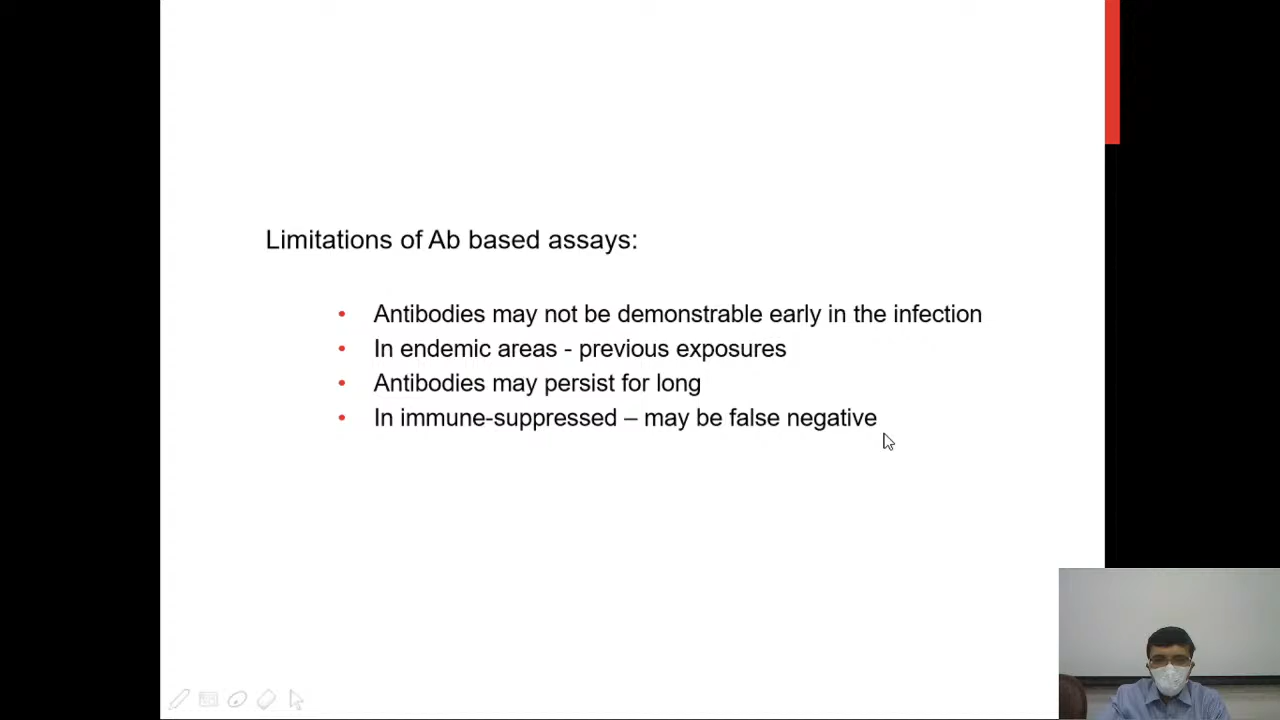 Limitations of Ab based assays:
• Antibodies may not be demonstrable early in the infection
• In endemic areas - previous exposures
• Antibodies may persist for long
• In immune-suppressed – may be false negative